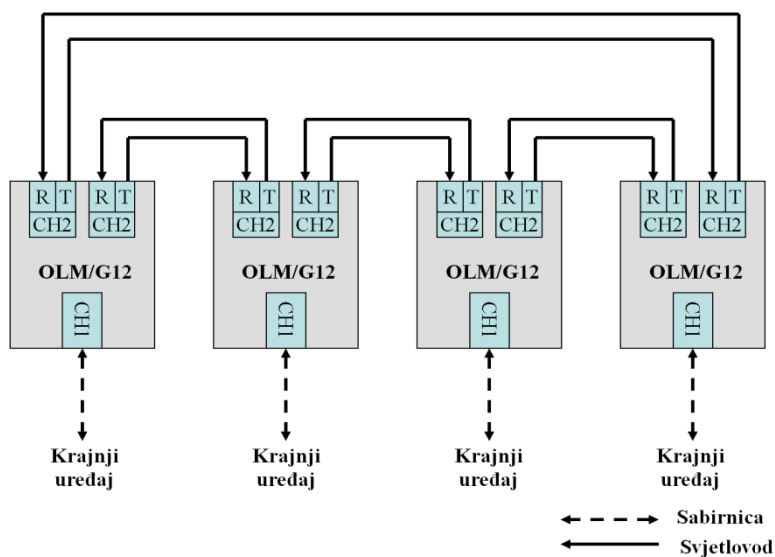 R T R T R T R T R T R T R T R T
CH2 CH2 CH2 CH2 CH2 CH2 CH2 CH2
OLM/G12 OLM/G12 OLM/G12 OLM/G12
CH1 CH1 CH1 CH1
Krajnji Krajnji Krajnji Krajnji
uređaj uređaj uređaj uređaj
Sabirnica
Svjetlovod